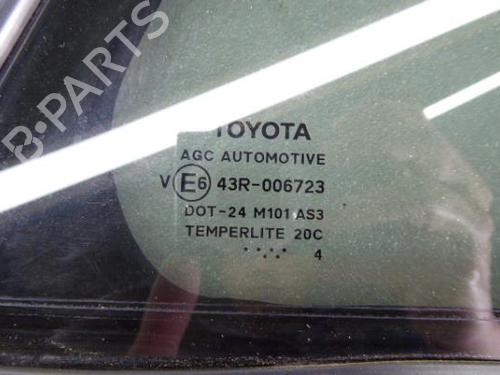 B-PARTS
TOYOTA
AGC AUTOMOTIVE
V E6 43R-006723
DOT-24 M101 AS3
TEMPERLITE 20C
.....4